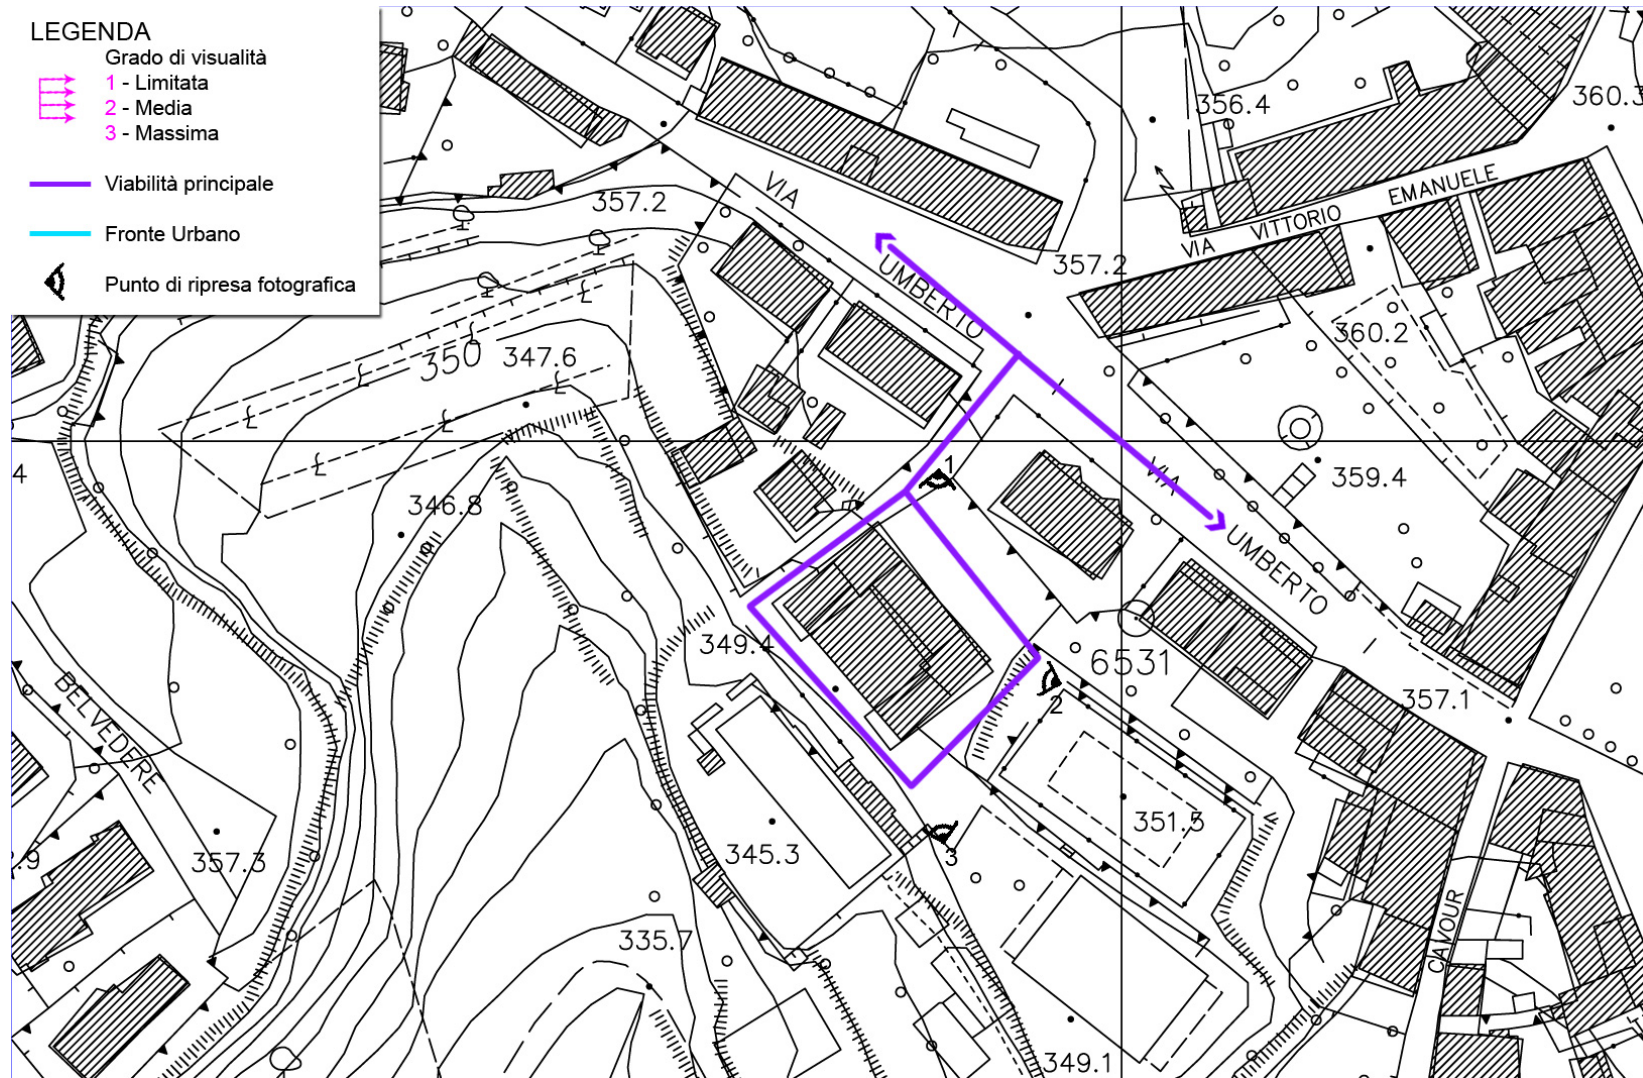 LEGENDA
Grado di visualità
1 - Limitata
2 - Media
3 - Massima
Viabilità principale
Fronte Urbano
Punto di ripresa fotografica
356.4
360.3
VIA
357.2
EMANUELE
VITTORIO
VIA
357.2
UMBERTO
360.2
350
347.6
4
1
VIA
359.4
346.8
UMBERTO
349.4
6531
BELVEDERE
2
357.1
351.5
345.3
3
.9
357.3
CAVOUR
335.7
349.1